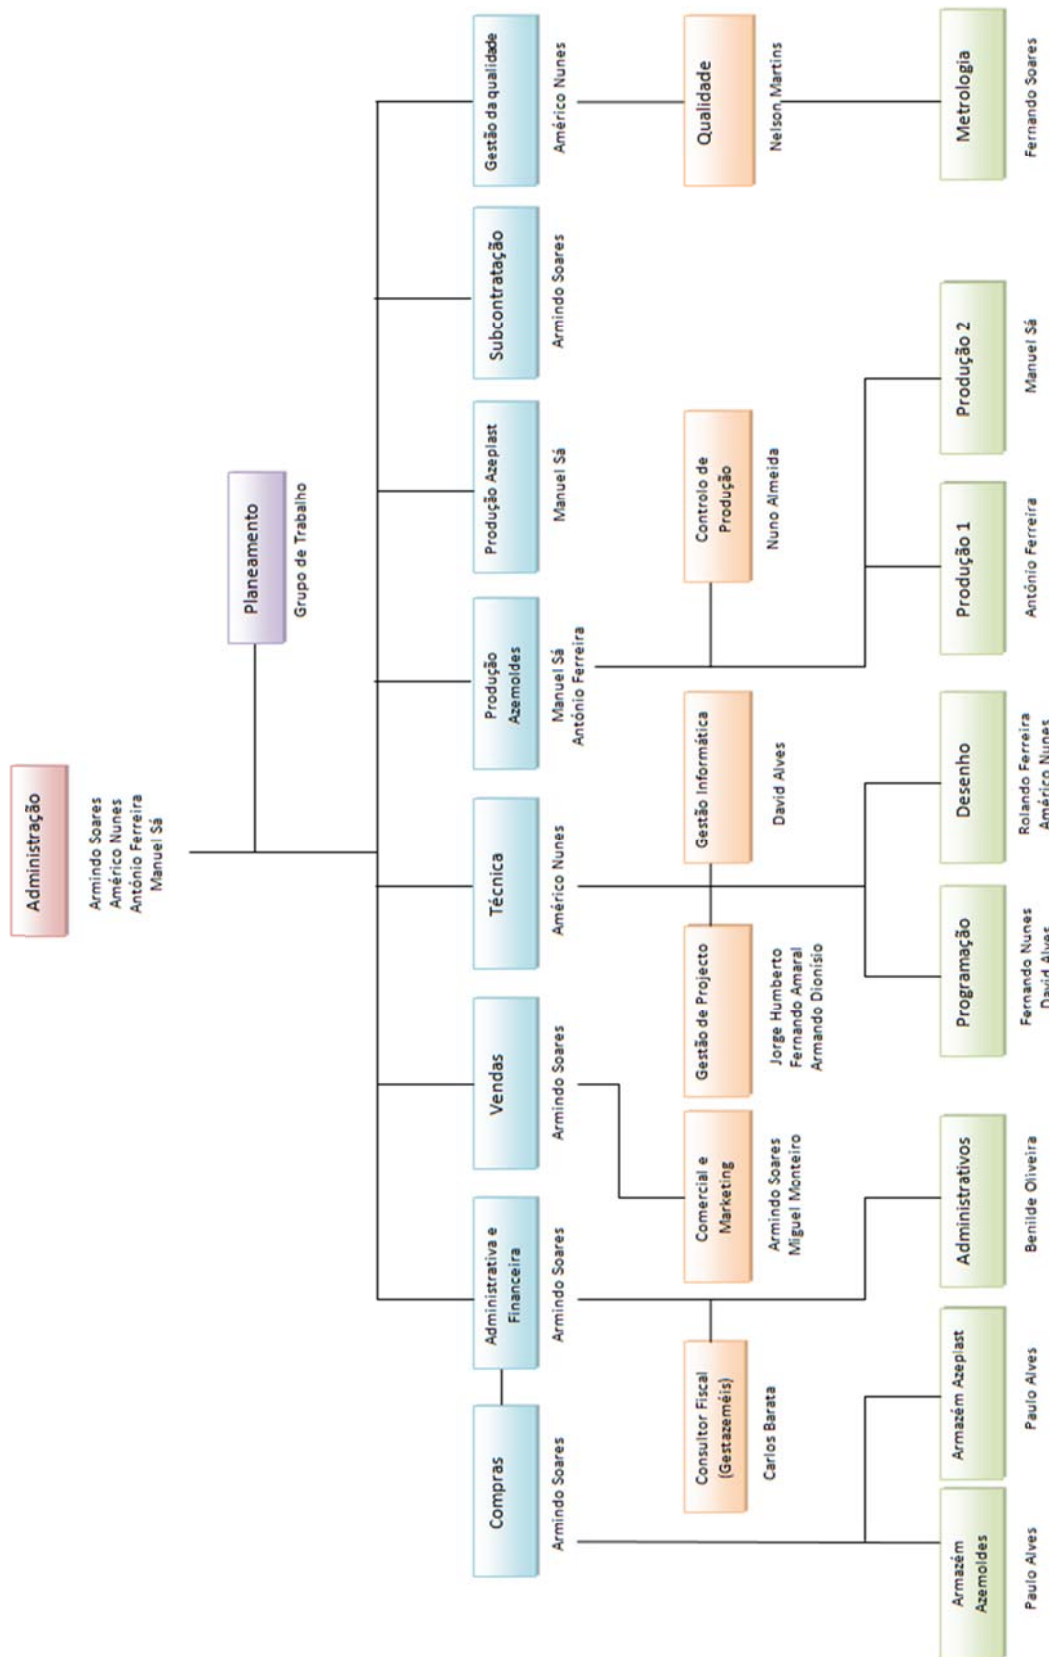 Administração
Armindo Soares
Américo Nunes
António Ferreira
Manuel Sá
Planeamento
Grupo de Trabalho
Compras
Armindo Soares
Administrativa e
Financeira
Armindo Soares
Vendas
Armindo Soares
Técnica
Américo Nunes
Produção
Azemoldes
Manuel Sá
António Ferreira
Produção Azeplast
Manuel Sá
Subcontratação
Armindo Soares
Gestão da qualidade
Américo Nunes
Consultor Fiscal
(Gestazeméis)
Carlos Barata
Comercial e
Marketing
Armindo Soares
Miguel Monteiro
Gestão de Projecto
Jorge Humberto
Fernando Amaral
Armando Dionísio
Gestão Informática
David Alves
Controlo de
Produção
Nuno Almeida
Qualidade
Nelson Martins
Armazém
Azemoldes
Paulo Alves
Armazém Azeplast
Paulo Alves
Administrativos
Benilde Oliveira
Programação
Fernando Nunes
David Alves
Desenho
Rolando Ferreira
Américo Nunes
Produção 1
António Ferreira
Produção 2
Manuel Sá
Metrologia
Fernando Soares